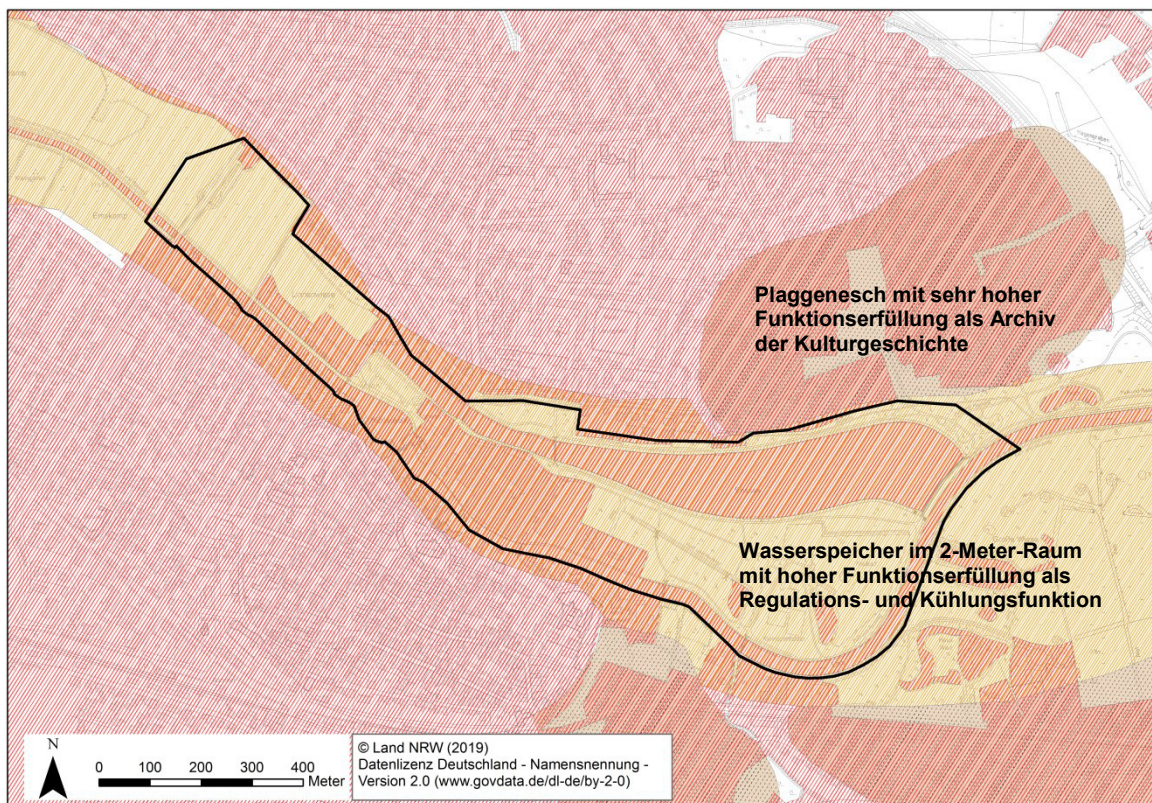 Emskamp
Plaggenesch mit sehr hoher
Funktionserfüllung als Archiv
der Kulturgeschichte
Wasserspeicher im 2-Meter-Raum
mit hoher Funktionserfüllung als
Regulations- und Kühlungsfunktion
N
0 100 200 300 400
Meter
© Land NRW (2019)
Datenlizenz Deutschland - Namensnennung -
Version 2.0 (www.govdata.de/dl-de/by-2-0)